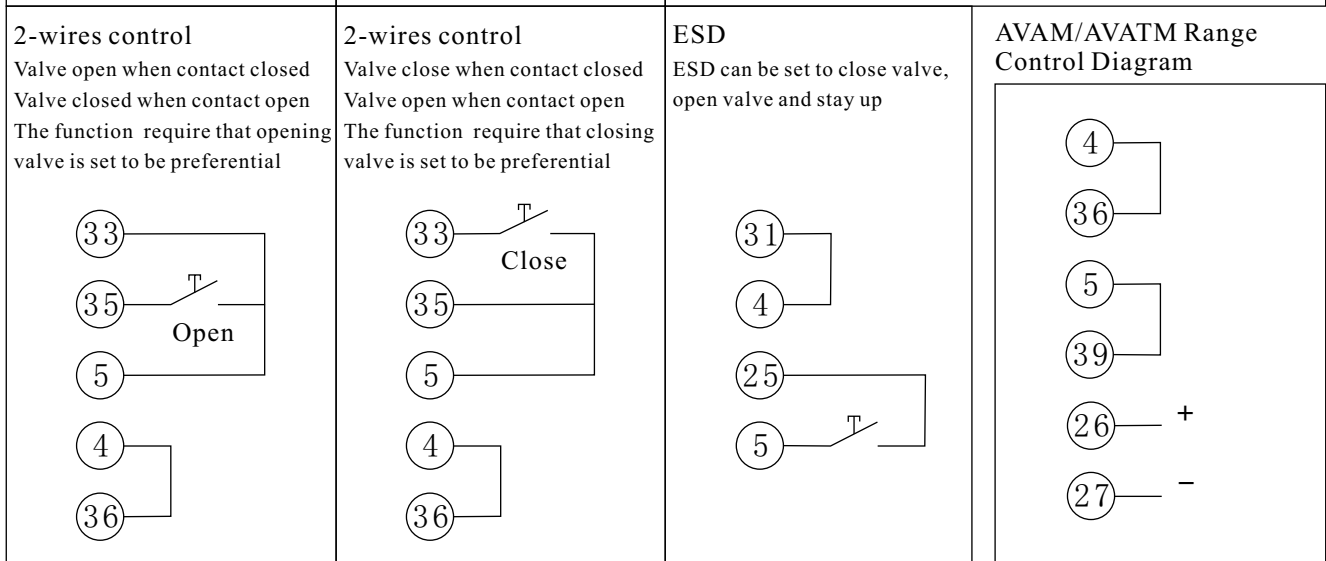 2-wires control
Valve open when contact closed
Valve closed when contact open
The function require that opening
valve is set to be preferential
33
35
Open
5
4
36
2-wires control
Valve close when contact closed
Valve open when contact open
The function require that closing
valve is set to be preferential
33
Close
35
5
4
36
ESD
ESD can be set to close valve,
open valve and stay up
31
4
25
5
AVAM/AVATM Range
Control Diagram
4
36
5
39
26 +
27 −